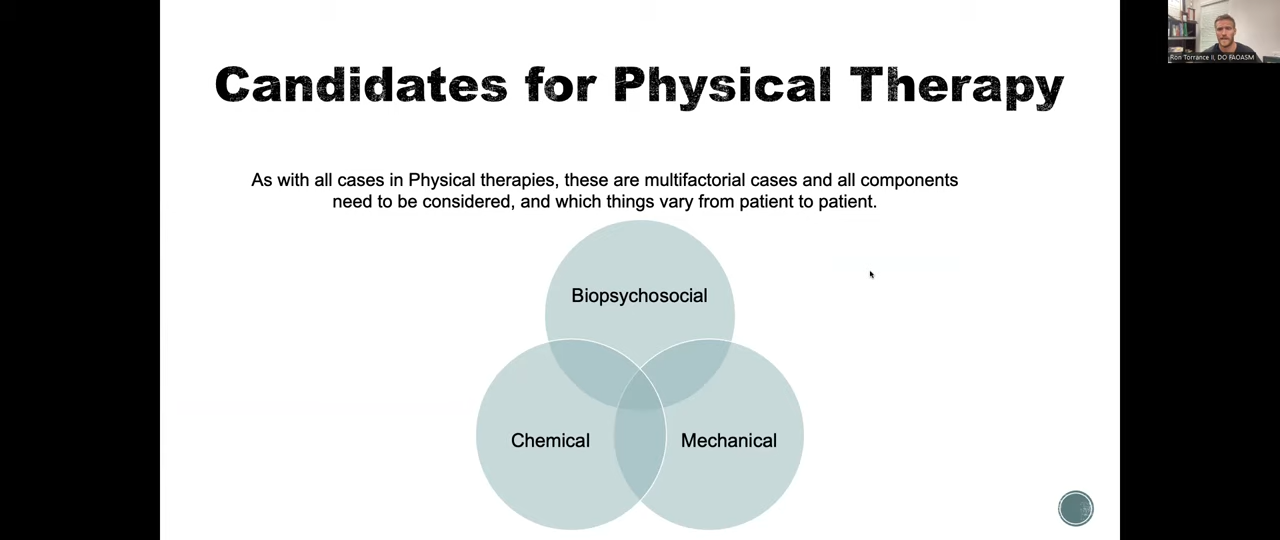 Candidates for Physical Therapy
Ron Torrance II, DO FAOASM
As with all cases in Physical therapies, these are multifactorial cases and all components
need to be considered, and which things vary from patient to patient.
Biopsychosocial
Chemical
Mechanical